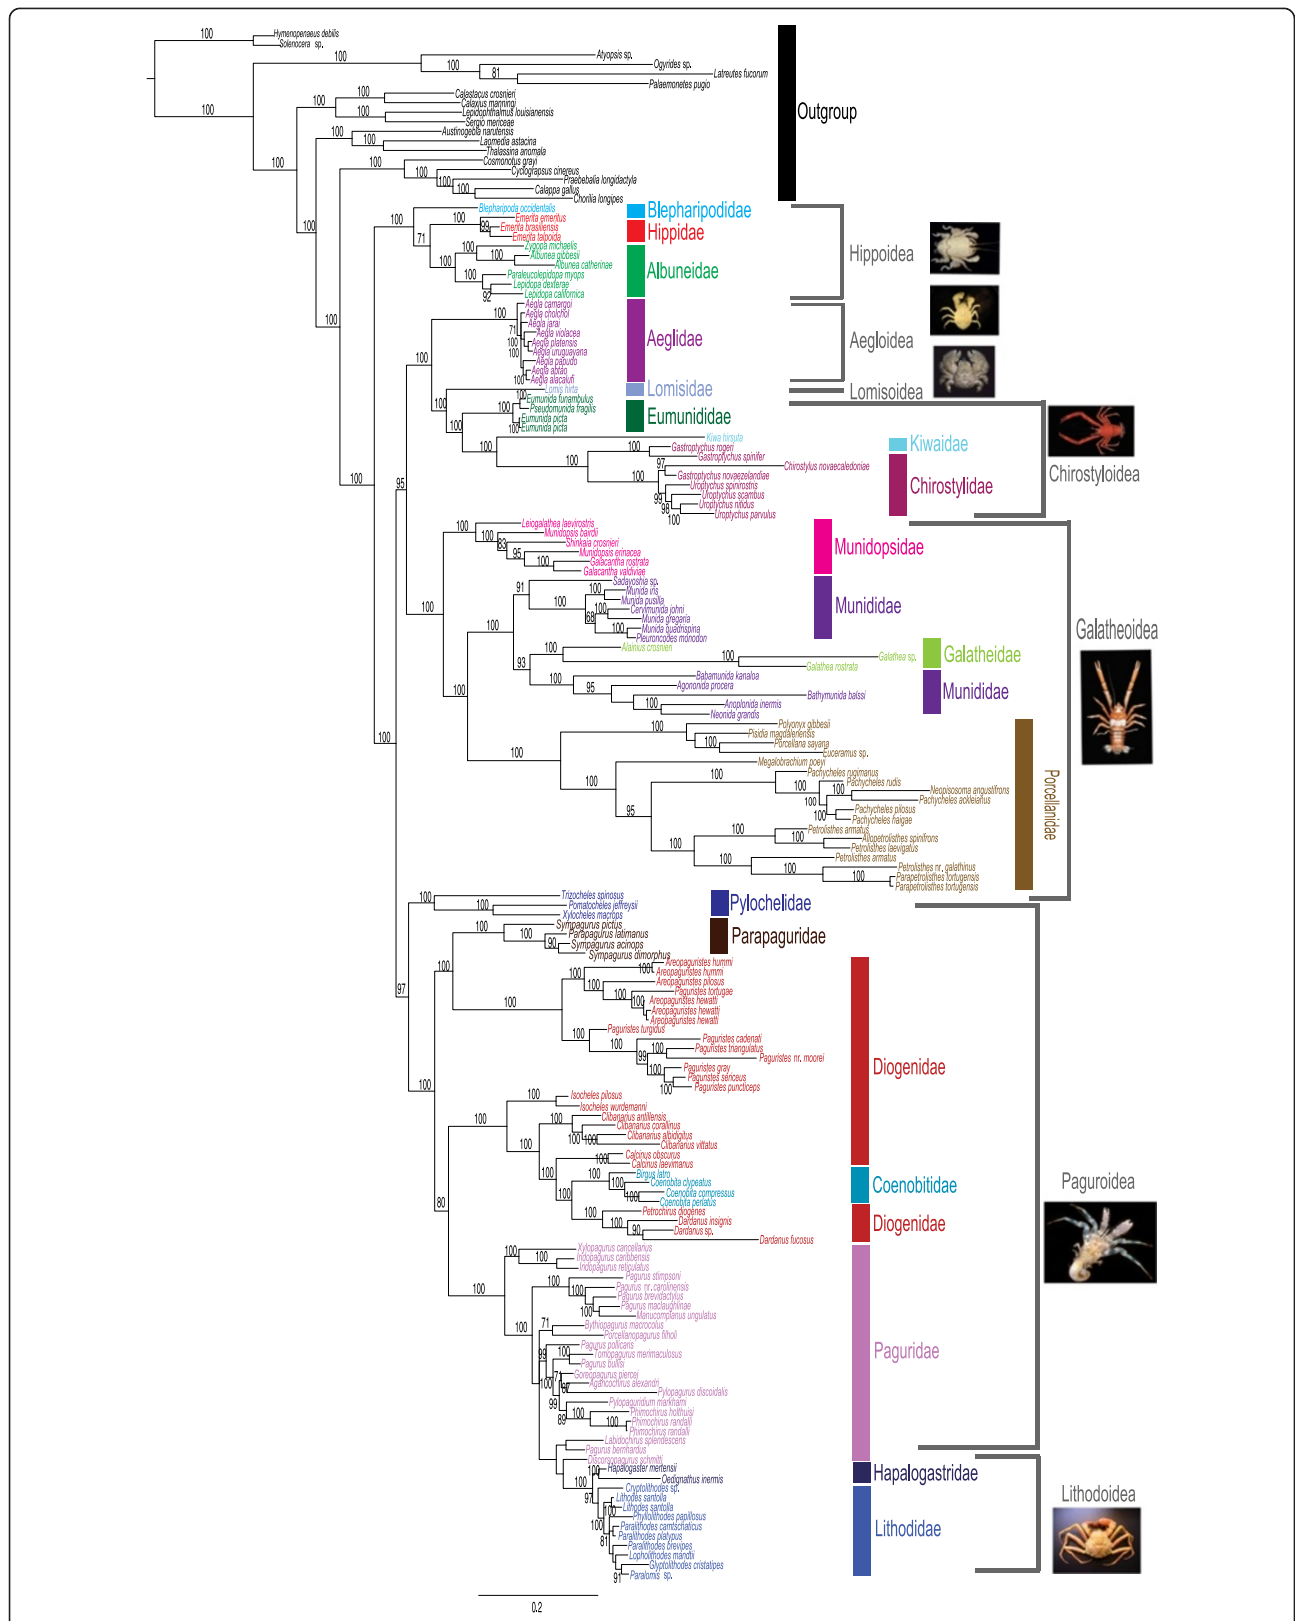 Hymenopenaeus debilis
Solenocera sp.
Atyopsis sp.
Ogyrides sp.
Latreutes fucorum
Palaemonetes pugio
Calastacus crosnieri
Calaxius manningi
Lepidophthalmus louisianensis
Sergio mericeae
Austinogebia narutensis
Laomedia astacina
Thalassina anomala
Cosmonotus grayi
Cyclograpsus cinereus
Praebebalia longidactyla
Calappa gallus
Chorilia longipes
Outgroup
Blepharipoda occidentalis
Emerita emeritus
Emerita brasiliensis
Emerita talpoida
Zygopa michaelis
Albunea gibbesii
Albunea catherinae
Paraleucolepidopa myops
Lepidopa dexterae
Lepidopa californica
Blepharipodidae
Hippidae
Albuneidae
Hippoidea
Aegla camargoi
Aegla cholchol
Aegla jarai
Aegla violacea
Aegla platensis
Aegla uruguayana
Aegla papudo
Aegla abtao
Aegla alacalufi
Aeglidae
Aegloidea
Lomis hirta
Lomisidae
Lomisoidea
Eumunida funambulus
Pseudomunida fragilis
Eumunida picta
Eumunida picta
Eumunididae
Kiwa hirsuta
Gastroptychus rogeri
Gastroptychus spinifer
Chirostylus novaecaledoniae
Gastroptychus novaezelandiae
Uroptychus spinirostris
Uroptychus scambus
Uroptychus nitidus
Uroptychus parvulus
Kiwaidae
Chirostylidae
Chirostyloidea
Leiogalathea laevirostris
Munidopsis bairdii
Shinkaia crosnieri
Munidopsis erinacea
Galacantha rostrata
Galacantha valdiviae
Munidopsidae
Sadayoshia sp.
Munida iris
Munida pusilla
Cervimunida johni
Munida gregaria
Munida quadrispina
Pleuroncodes monodon
Munididae
Alainius crosnieri
Galathea sp.
Galathea rostrata
Galatheidae
Babamunida kanaloa
Agononida procera
Bathymunida balssi
Anoplonida inermis
Neonida grandis
Munididae
Galatheoidea
Polyonyx gibbesii
Pisidia magdalenensis
Porcellana sayana
Euceramus sp.
Megalobrachium poeyi
Pachycheles rugimanus
Pachycheles rudis
Neopisosoma angustifrons
Pachycheles ackleianus
Pachycheles pilosus
Pachycheles haigae
Petrolisthes armatus
Allopetrolisthes spinifrons
Petrolisthes laevigatus
Petrolisthes armatus
Petrolisthes nr. galathinus
Parapetrolisthes tortugensis
Parapetrolisthes tortugensis
Porcellanidae
Trizocheles spinosus
Pomatocheles jeffreysii
Xylocheles macrops
Pylochelidae
Sympagurus pictus
Parapagurus latimanus
Sympagurus acinops
Sympagurus dimorphus
Parapaguridae
Areopaguristes hummi
Areopaguristes hummi
Areopaguristes pilosus
Paguristes tortugae
Areopaguristes hewatti
Areopaguristes hewatti
Areopaguristes hewatti
Paguristes turgidus
Paguristes cadenati
Paguristes triangulatus
Paguristes nr. moorei
Paguristes gray
Paguristes sericeus
Paguristes puncticeps
Isocheles pilosus
Isocheles wurdemanni
Clibanarius antillensis
Clibanarius corallinus
Clibanarius albidigitus
Clibanarius vittatus
Calcinus obscurus
Calcinus laevimanus
Diogenidae
Birgus latro
Coenobita clypeatus
Coenobita compressus
Coenobita perlatus
Coenobitidae
Petrochirus diogenes
Dardanus insignis
Dardanus sp.
Dardanus fucosus
Diogenidae
Paguroidea
Xylopagurus cancellarius
Iridopagurus caribbensis
Iridopagurus reticulatus
Pagurus stimpsoni
Pagurus nr. carolinensis
Pagurus brevidactylus
Pagurus maclaughlinae
Manucomplanus ungulatus
Bythiopagurus macrocolus
Porcellanopagurus filholi
Pagurus pollicaris
Tomopagurus merimaculosus
Pagurus bullisi
Goreopagurus piercei
Agaricochirus alexandri
Pylopagurus discoidalis
Pylopaguridium markhami
Phimochirus holthuisi
Phimochirus randalli
Phimochirus randalli
Labidochirus splendescens
Pagurus bernhardus
Discorsopagurus schmitti
Paguridae
Hapalogaster mertensii
Oedignathus inermis
Hapalogastridae
Cryptolithodes sp.
Lithodes santolla
Lithodes santolla
Phyllolithodes papillosus
Paralithodes camtschaticus
Paralithodes platypus
Paralithodes brevipes
Lopholithodes mandtii
Glyptolithodes cristatipes
Paralomis sp.
Lithodidae
Lithodoidea
0.2